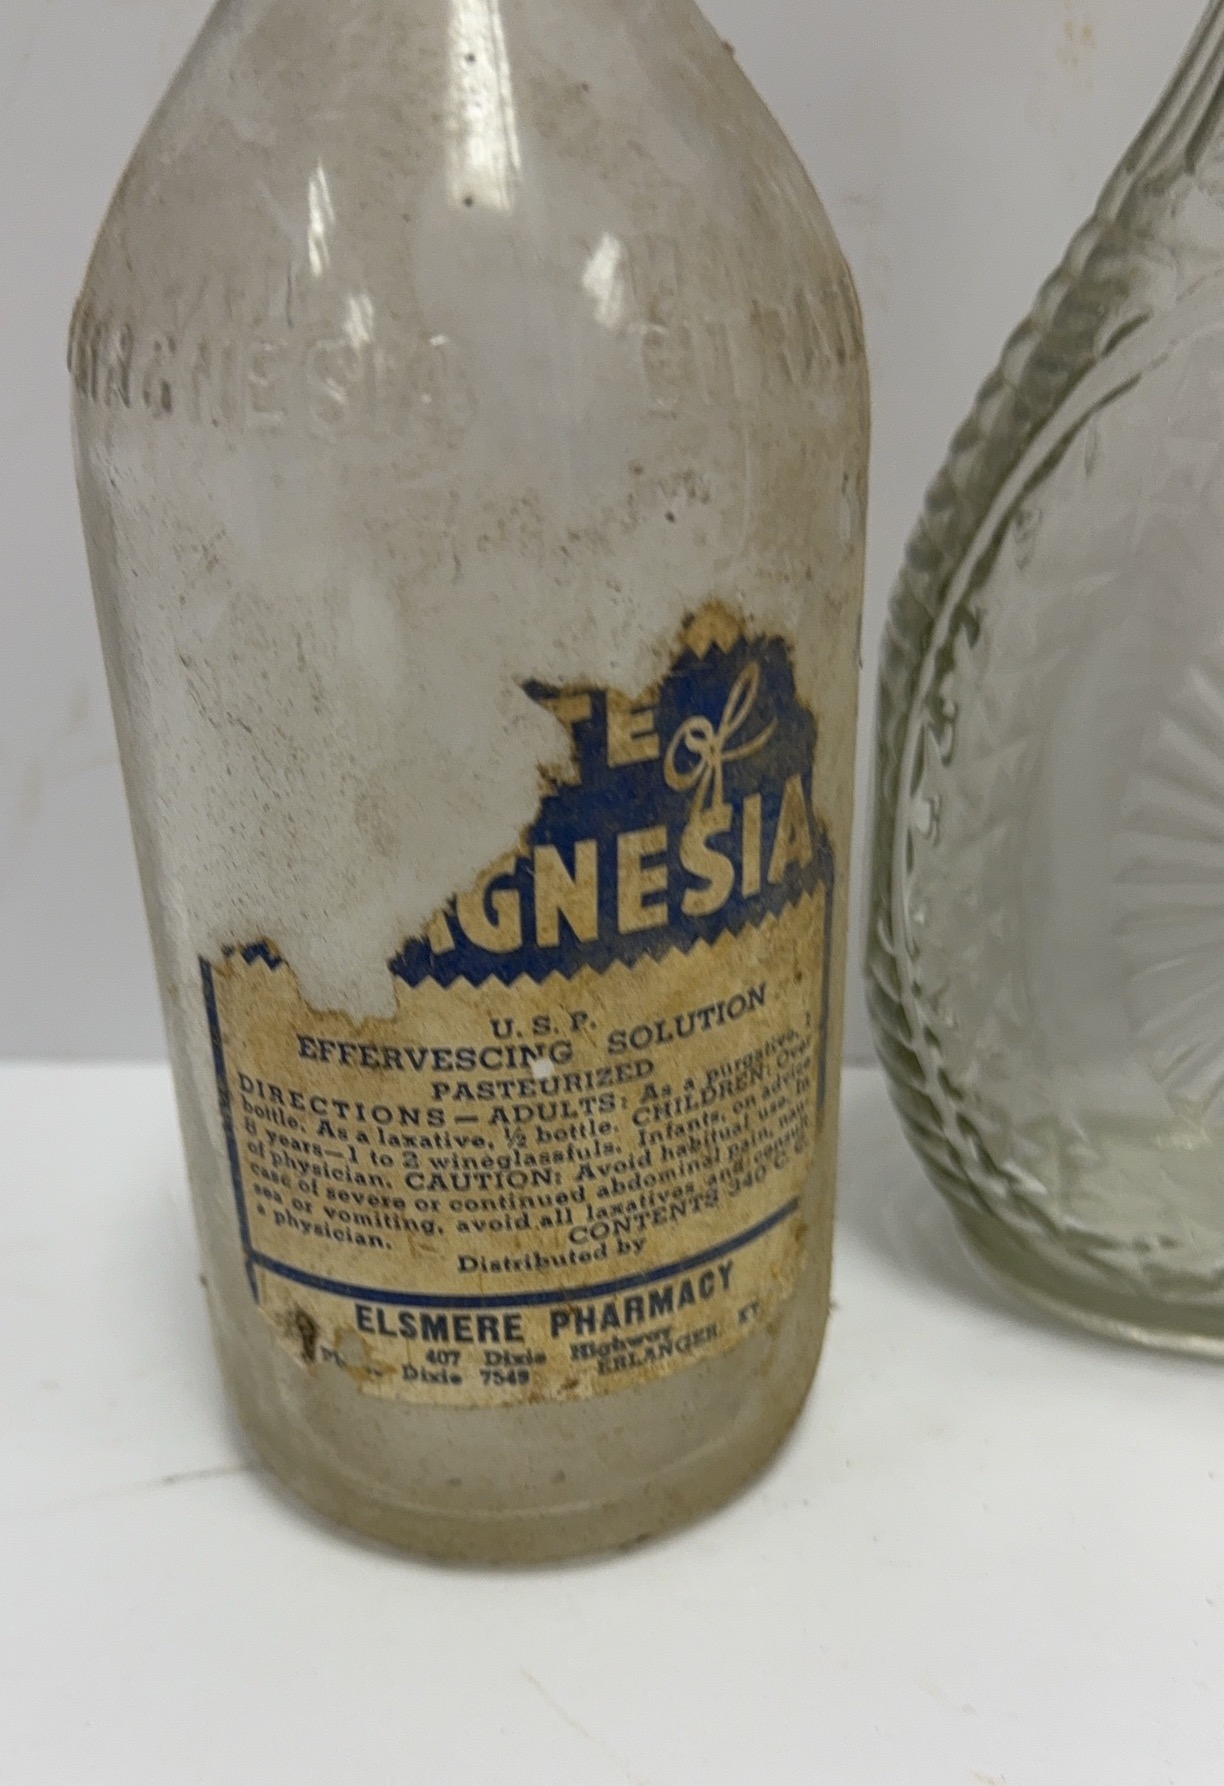 MAGNESIA CITRA
TE of
AGNESIA
U. S. P.
EFFERVESCING SOLUTION
PASTEURIZED
DIRECTIONS — ADULTS: As a purgative, 1
bottle. As a laxative, ½ bottle. CHILDREN: Over
8 years—1 to 2 wineglassfuls. Infants, on advice
of physician. CAUTION: Avoid habitual use. In
case of severe or continued abdominal pain, nau-
sea or vomiting, avoid all laxatives and consult
a physician. CONTENTS 340 C. C.
Distributed by
ELSMERE PHARMACY
407 Dixie Highway
Dixie 7549 ERLANGER, KY.